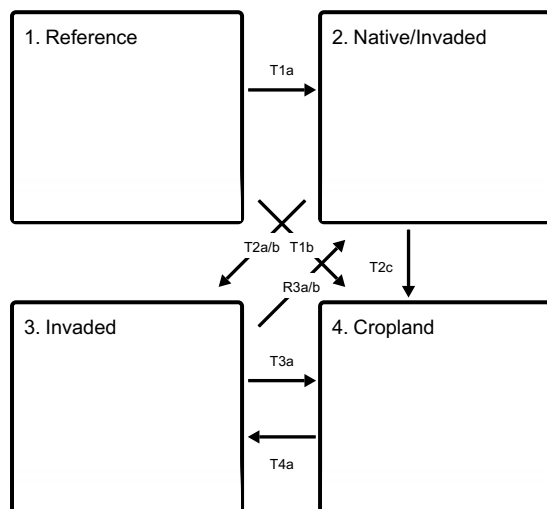 1. Reference
2. Native/Invaded
T1a
T2a/b
T1b
T2c
R3a/b
3. Invaded
4. Cropland
T3a
T4a